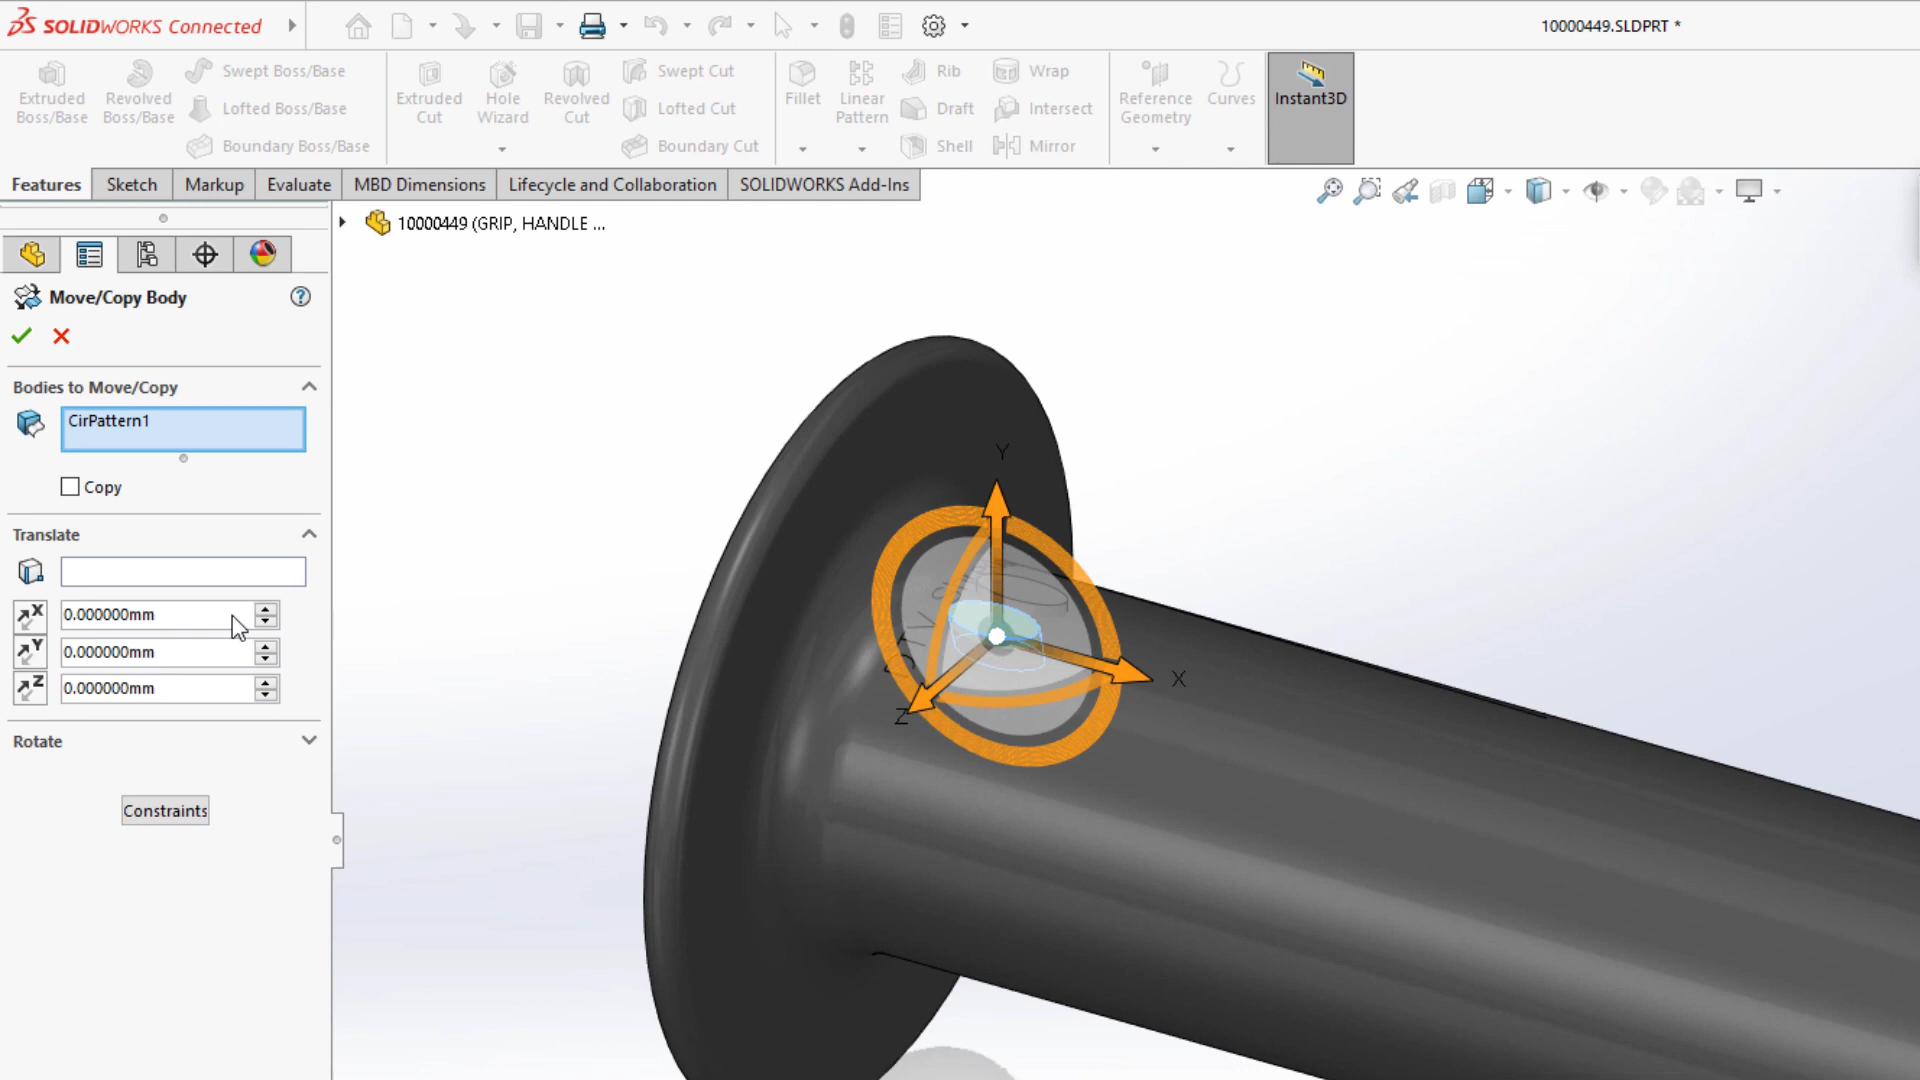 SOLIDWORKS Connected
10000449.SLDPRT *
Extruded Boss/Base
Revolved Boss/Base
Swept Boss/Base
Lofted Boss/Base
Boundary Boss/Base
Extruded Cut
Hole Wizard
Revolved Cut
Swept Cut
Lofted Cut
Boundary Cut
Fillet
Linear Pattern
Rib
Draft
Shell
Wrap
Intersect
Mirror
Reference Geometry
Curves
Instant3D
Features
Sketch
Markup
Evaluate
MBD Dimensions
Lifecycle and Collaboration
SOLIDWORKS Add-Ins
10000449 (GRIP, HANDLE ...
Move/Copy Body
Bodies to Move/Copy
CirPattern1
Copy
Translate
X
0.000000mm
Y
0.000000mm
Z
0.000000mm
Rotate
Constraints
Y
X
Z